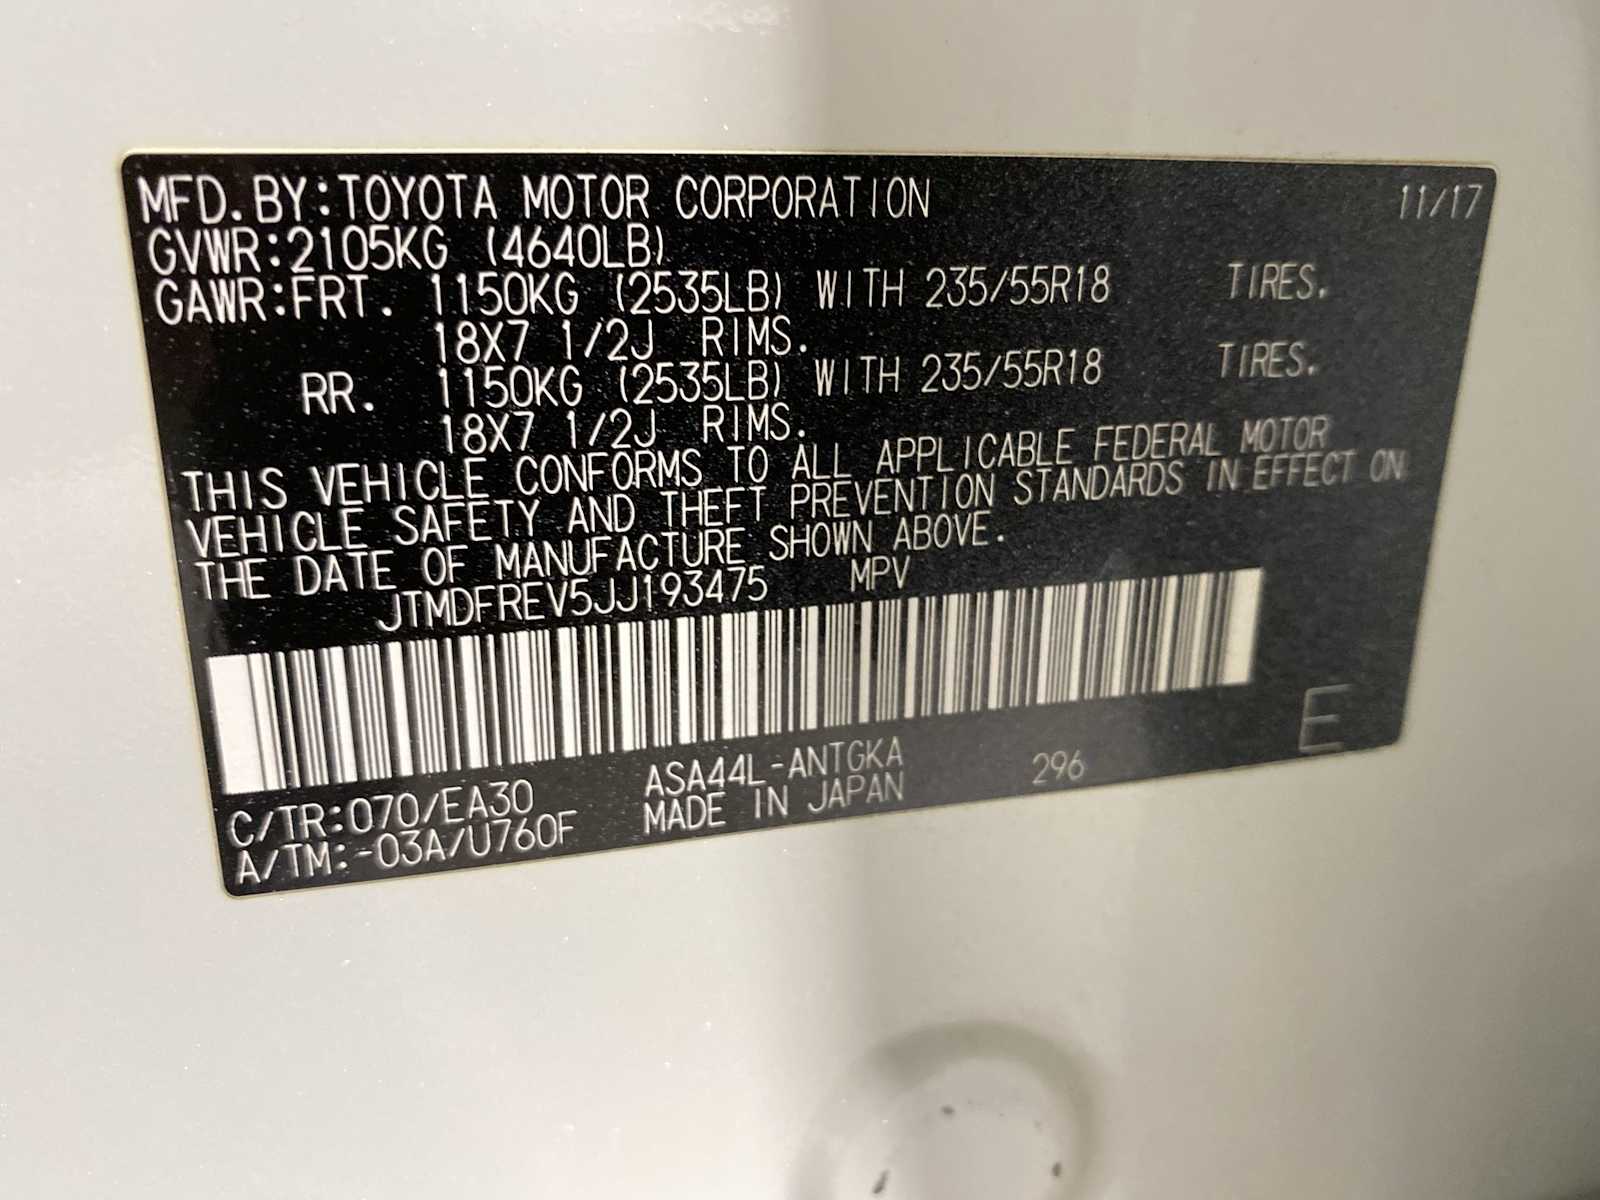 MFD.BY:TOYOTA MOTOR CORPORATION 11/17
GVWR:2105KG (4640LB)
GAWR:FRT. 1150KG (2535LB) WITH 235/55R18 TIRES,
18X7 1/2J RIMS.
RR. 1150KG (2535LB) WITH 235/55R18 TIRES,
18X7 1/2J RIMS.
THIS VEHICLE CONFORMS TO ALL APPLICABLE FEDERAL MOTOR
VEHICLE SAFETY AND THEFT PREVENTION STANDARDS IN EFFECT ON
THE DATE OF MANUFACTURE SHOWN ABOVE.
JTMDFREV5JJ193475 MPV
E
C/TR:070/EA30 ASA44L-ANTGKA 296
A/TM:-03A/U760F MADE IN JAPAN